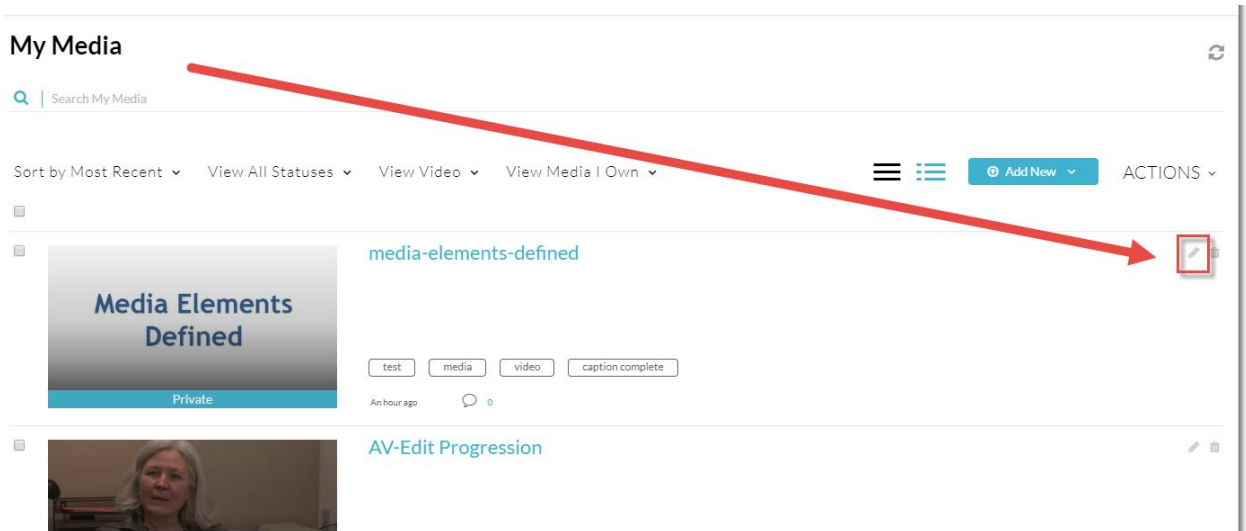 My Media
Search My Media
Sort by Most Recent View All Statuses View Video View Media I Own Add New ACTIONS
media-elements-defined
Media Elements
Defined
test media video caption complete
Private
An hour ago 0
AV-Edit Progression